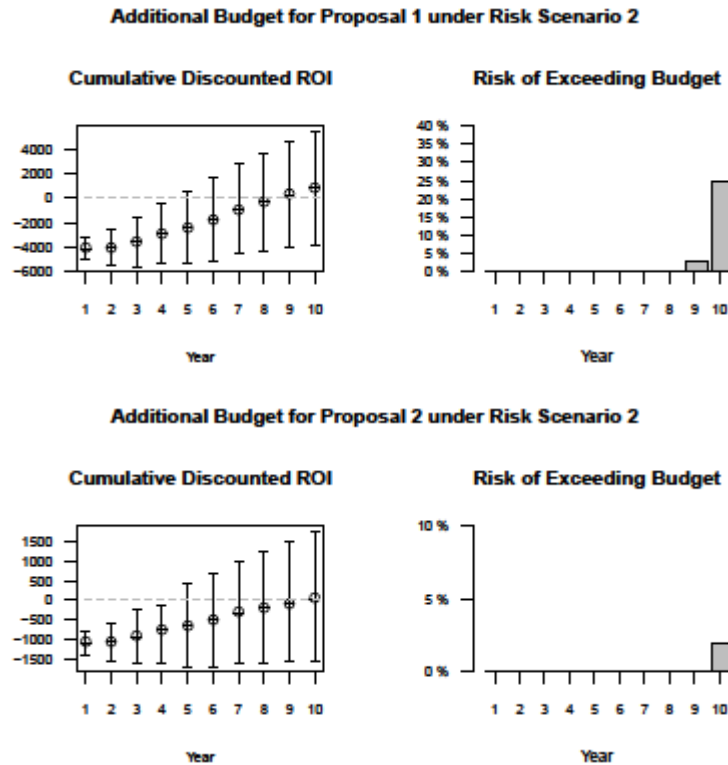 Additional Budget for Proposal 1 under Risk Scenario 2
Cumulative Discounted ROI
4000
2000
0
−2000
−4000
−6000
1 2 3 4 5 6 7 8 9 10
Year
Risk of Exceeding Budget
40 %
35 %
30 %
25 %
20 %
15 %
10 %
5 %
0 %
1 2 3 4 5 6 7 8 9 10
Year
Additional Budget for Proposal 2 under Risk Scenario 2
Cumulative Discounted ROI
1500
1000
500
0
−500
−1000
−1500
1 2 3 4 5 6 7 8 9 10
Year
Risk of Exceeding Budget
10 %
5 %
0 %
1 2 3 4 5 6 7 8 9 10
Year